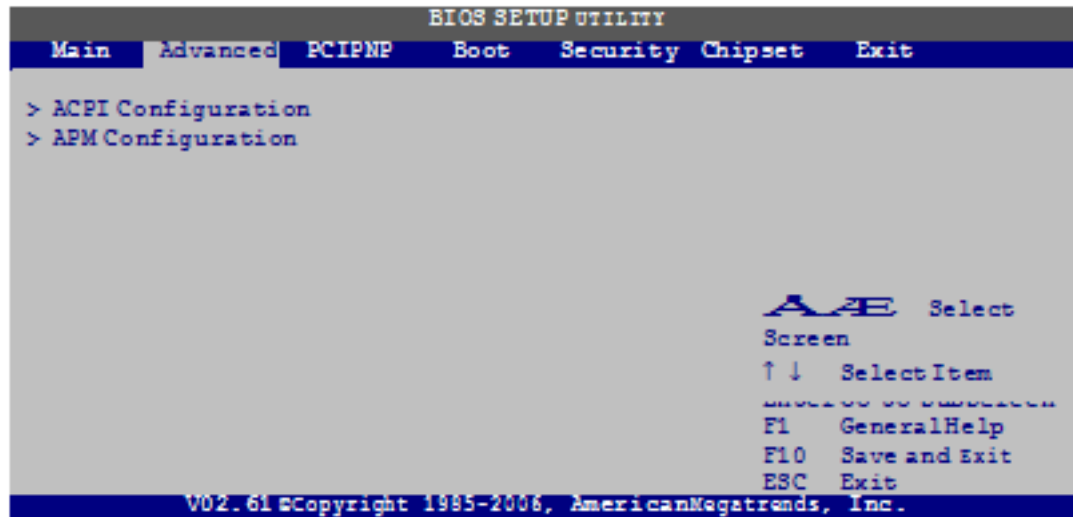 BIOS SETUP UTILITY
Main Advanced PCIPNP Boot Security Chipset Exit
> ACPI Configuration
> APM Configuration
A Æ Select
Screen
↑ ↓ Select Item
F1 General Help
F10 Save and Exit
ESC Exit
V02.61 ©Copyright 1985-2006, American Megatrends, Inc.